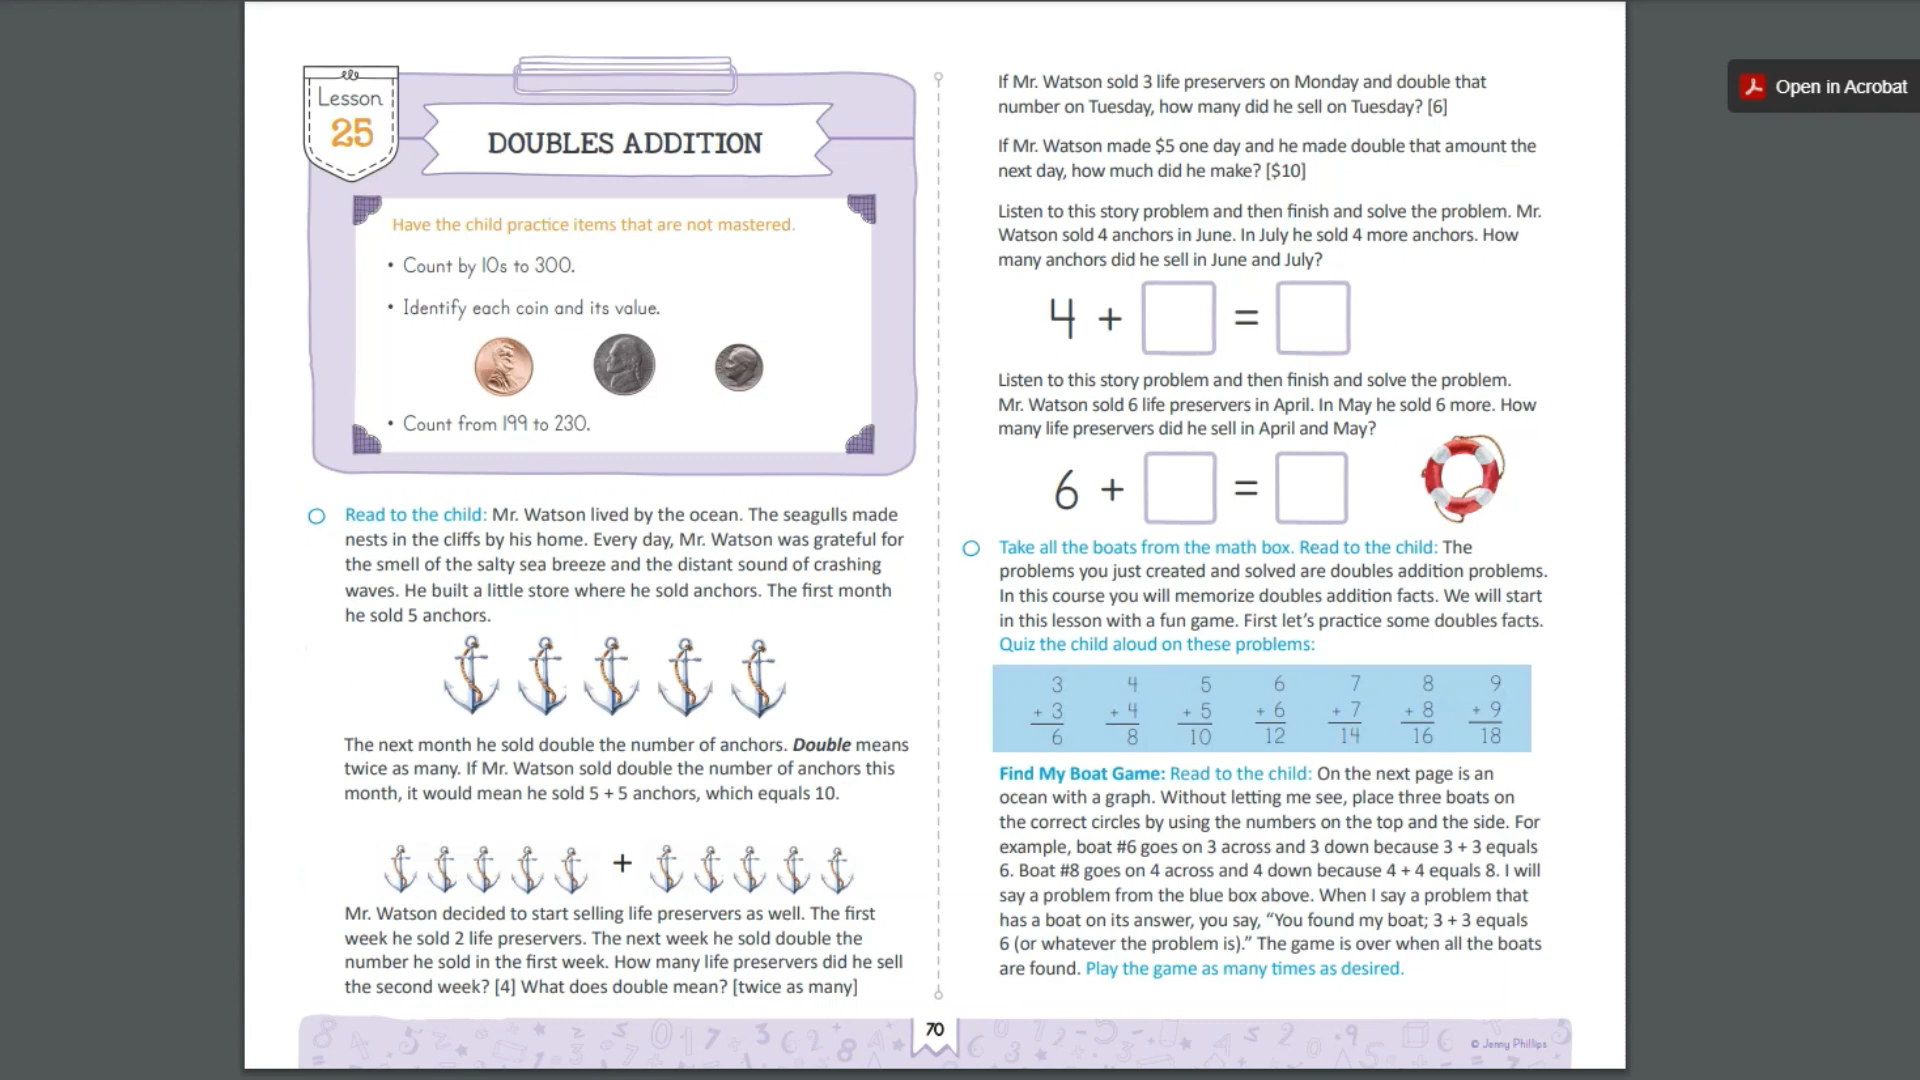 Lesson
25
DOUBLES ADDITION
Have the child practice items that are not mastered.
• Count by 10s to 300.
• Identify each coin and its value.
• Count from 199 to 230.
Read to the child: Mr. Watson lived by the ocean. The seagulls made
nests in the cliffs by his home. Every day, Mr. Watson was grateful for
the smell of the salty sea breeze and the distant sound of crashing
waves. He built a little store where he sold anchors. The first month
he sold 5 anchors.
The next month he sold double the number of anchors. Double means
twice as many. If Mr. Watson sold double the number of anchors this
month, it would mean he sold 5 + 5 anchors, which equals 10.
+
Mr. Watson decided to start selling life preservers as well. The first
week he sold 2 life preservers. The next week he sold double the
number he sold in the first week. How many life preservers did he sell
the second week? [4] What does double mean? [twice as many]
If Mr. Watson sold 3 life preservers on Monday and double that
number on Tuesday, how many did he sell on Tuesday? [6]
If Mr. Watson made $5 one day and he made double that amount the
next day, how much did he make? [$10]
Listen to this story problem and then finish and solve the problem. Mr.
Watson sold 4 anchors in June. In July he sold 4 more anchors. How
many anchors did he sell in June and July?
4 + =
Listen to this story problem and then finish and solve the problem.
Mr. Watson sold 6 life preservers in April. In May he sold 6 more. How
many life preservers did he sell in April and May?
6 + =
Take all the boats from the math box. Read to the child: The
problems you just created and solved are doubles addition problems.
In this course you will memorize doubles addition facts. We will start
in this lesson with a fun game. First let's practice some doubles facts.
Quiz the child aloud on these problems:
3 4 5 6 7 8 9
+ 3 + 4 + 5 + 6 + 7 + 8 + 9
6 8 10 12 14 16 18
Find My Boat Game: Read to the child: On the next page is an
ocean with a graph. Without letting me see, place three boats on
the correct circles by using the numbers on the top and the side. For
example, boat #6 goes on 3 across and 3 down because 3 + 3 equals
6. Boat #8 goes on 4 across and 4 down because 4 + 4 equals 8. I will
say a problem from the blue box above. When I say a problem that
has a boat on its answer, you say, "You found my boat; 3 + 3 equals
6 (or whatever the problem is)." The game is over when all the boats
are found. Play the game as many times as desired.
70
© Jenny Phillips
Open in Acrobat